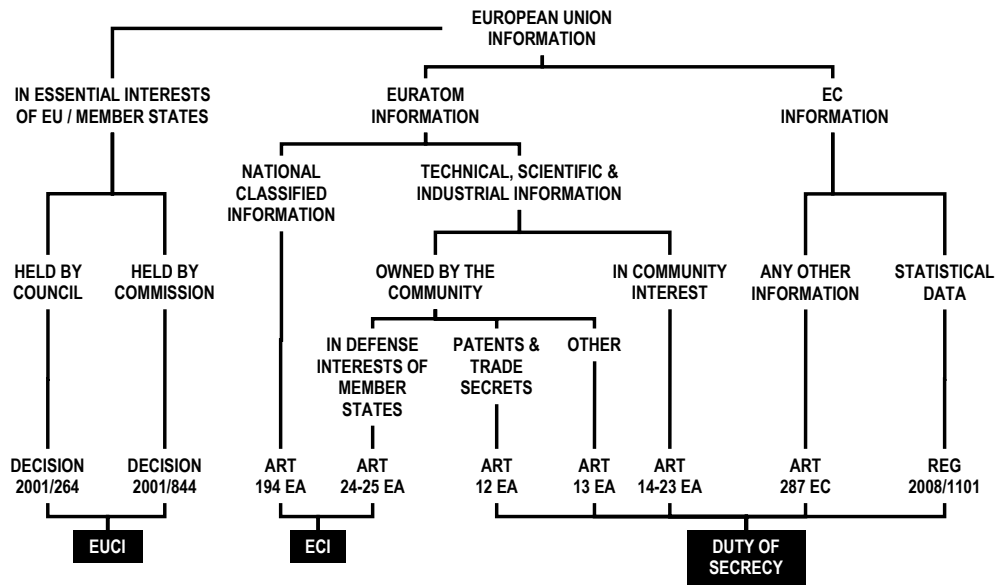 EUROPEAN UNION
INFORMATION
IN ESSENTIAL INTERESTS
OF EU / MEMBER STATES
EURATOM
INFORMATION
EC
INFORMATION
NATIONAL
CLASSIFIED
INFORMATION
TECHNICAL, SCIENTIFIC &
INDUSTRIAL INFORMATION
HELD BY
COUNCIL
HELD BY
COMMISSION
OWNED BY THE
COMMUNITY
IN COMMUNITY
INTEREST
ANY OTHER
INFORMATION
STATISTICAL
DATA
IN DEFENSE
INTERESTS OF
MEMBER
STATES
PATENTS &
TRADE
SECRETS
OTHER
DECISION
2001/264
DECISION
2001/844
ART
194 EA
ART
24-25 EA
ART
12 EA
ART
13 EA
ART
14-23 EA
ART
287 EC
REG
2008/1101
EUCI
ECI
DUTY OF
SECRECY